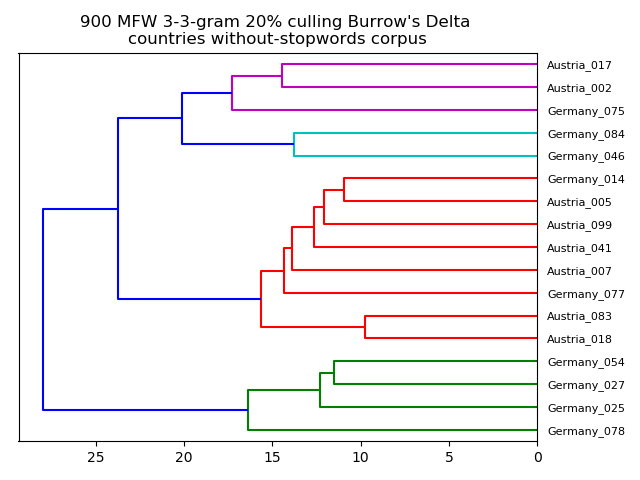 900 MFW 3-3-gram 20% culling Burrow's Delta
countries without-stopwords corpus
Austria_017
Austria_002
Germany_075
Germany_084
Germany_046
Germany_014
Austria_005
Austria_099
Austria_041
Austria_007
Germany_077
Austria_083
Austria_018
Germany_054
Germany_027
Germany_025
Germany_078
25 20 15 10 5 0